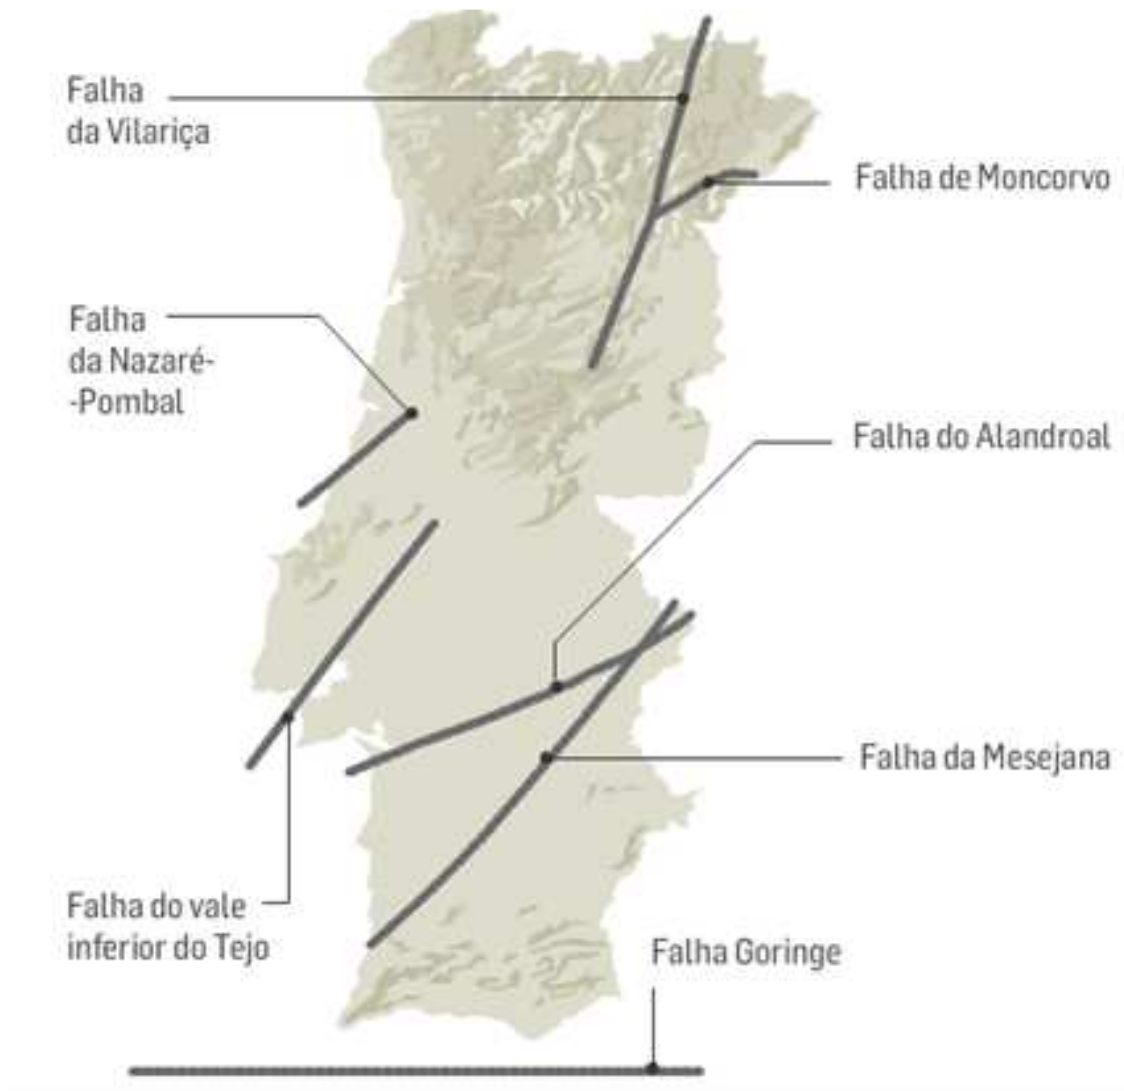 Falha
da Vilariça
Falha de Moncorvo
Falha
da Nazaré-
-Pombal
Falha do Alandroal
Falha da Mesejana
Falha do vale
inferior do Tejo
Falha Goringe